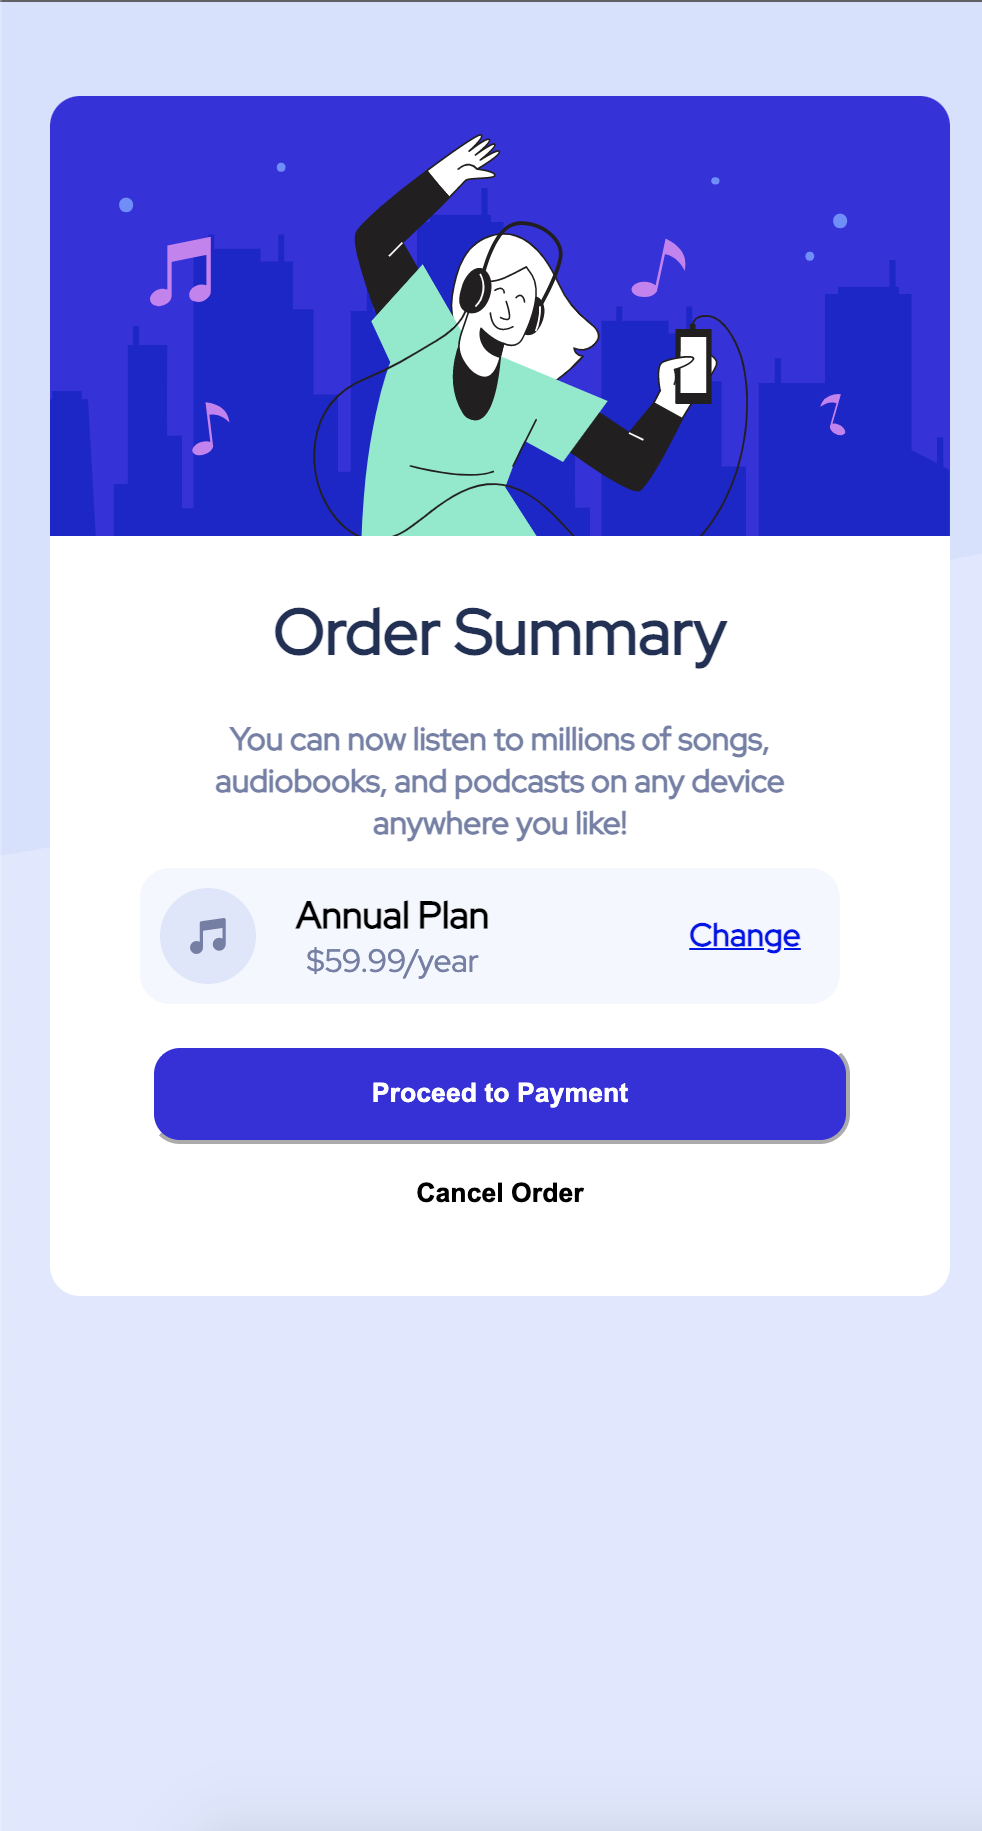 Order Summary
You can now listen to millions of songs,
audiobooks, and podcasts on any device
anywhere you like!
Annual Plan
$59.99/year
Change
Proceed to Payment
Cancel Order